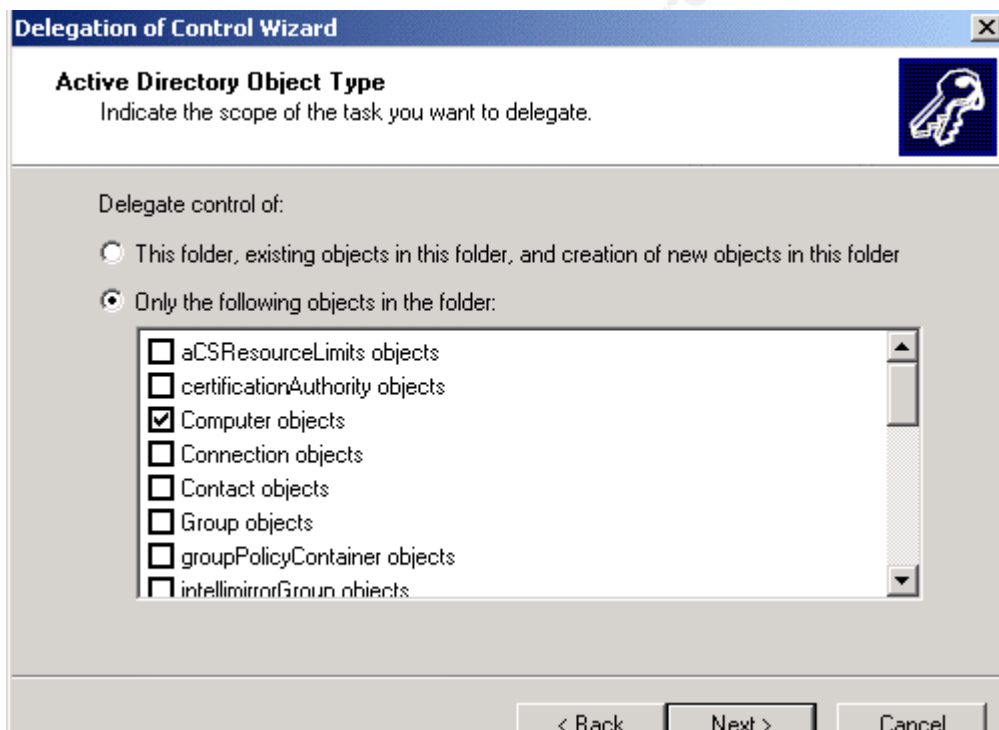 Delegation of Control Wizard
Active Directory Object Type
Indicate the scope of the task you want to delegate.
Delegate control of:
This folder, existing objects in this folder, and creation of new objects in this folder
Only the following objects in the folder:
aCSResourceLimits objects
certificationAuthority objects
Computer objects
Connection objects
Contact objects
Group objects
groupPolicyContainer objects
intellimirrorGroup objects
< Back
Next >
Cancel